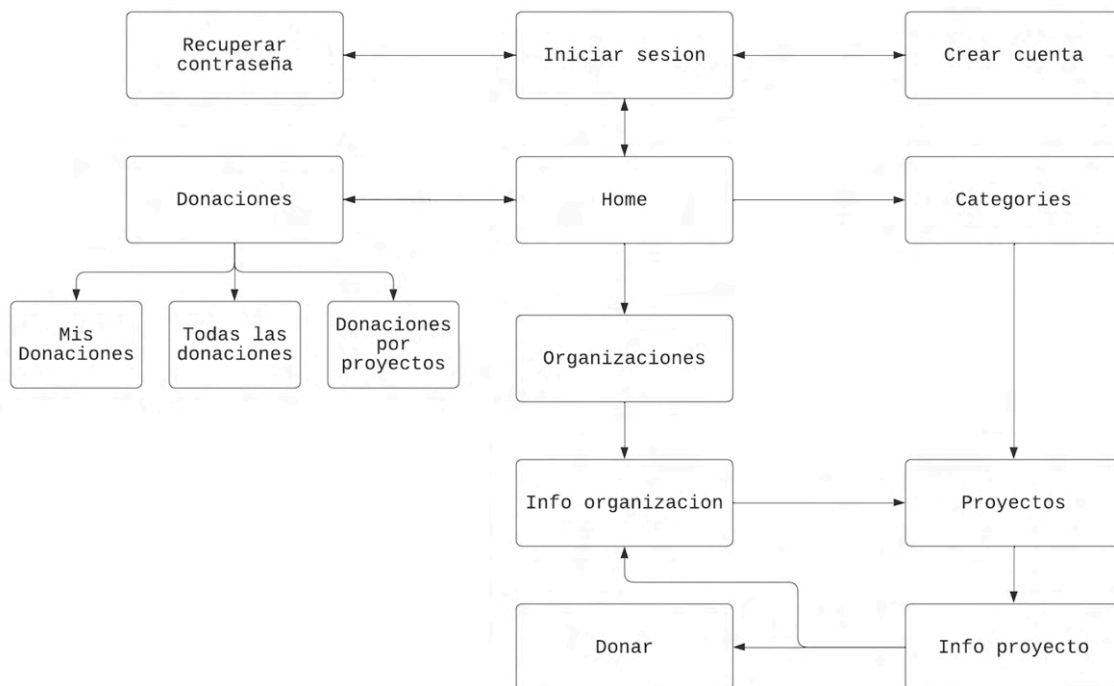 Recuperar
contraseña
Iniciar sesion
Crear cuenta
Donaciones
Home
Categories
Mis
Donaciones
Todas las
donaciones
Donaciones
por
proyectos
Organizaciones
Info organizacion
Proyectos
Donar
Info proyecto